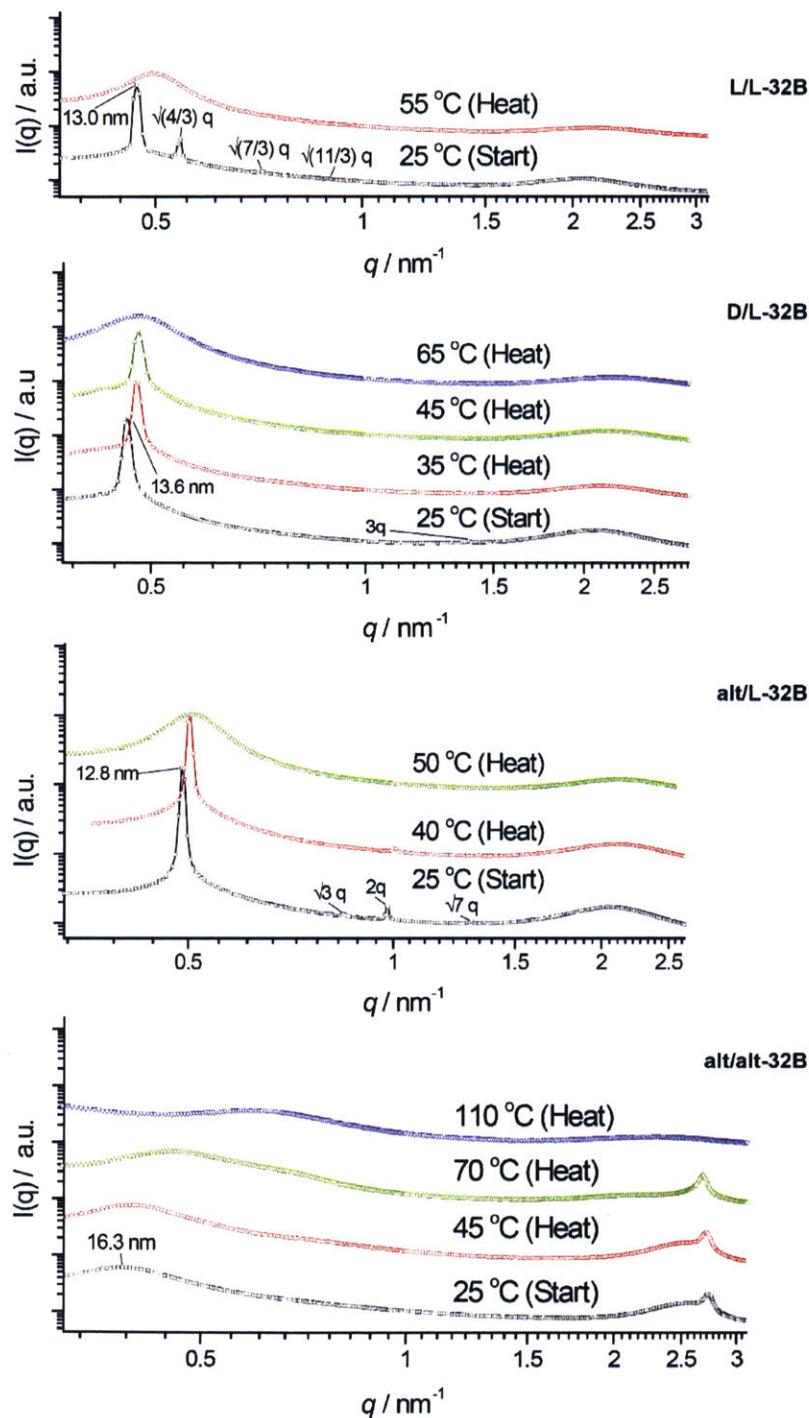 L/L-32B
I(q) / a.u.
13.0 nm
√(4/3) q
√(7/3) q
√(11/3) q
55 °C (Heat)
25 °C (Start)
0.5 1 1.5 2 2.5 3
q / nm⁻¹
D/L-32B
I(q) / a.u
65 °C (Heat)
45 °C (Heat)
35 °C (Heat)
13.6 nm
25 °C (Start)
3q
0.5 1 1.5 2 2.5
q / nm⁻¹
alt/L-32B
I(q) / a.u.
12.8 nm
50 °C (Heat)
40 °C (Heat)
25 °C (Start)
√3 q
2q
√7 q
0.5 1 1.5 2 2.5
q / nm⁻¹
alt/alt-32B
I(q) / a.u.
110 °C (Heat)
70 °C (Heat)
45 °C (Heat)
16.3 nm
25 °C (Start)
0.5 1 1.5 2 2.5 3
q / nm⁻¹